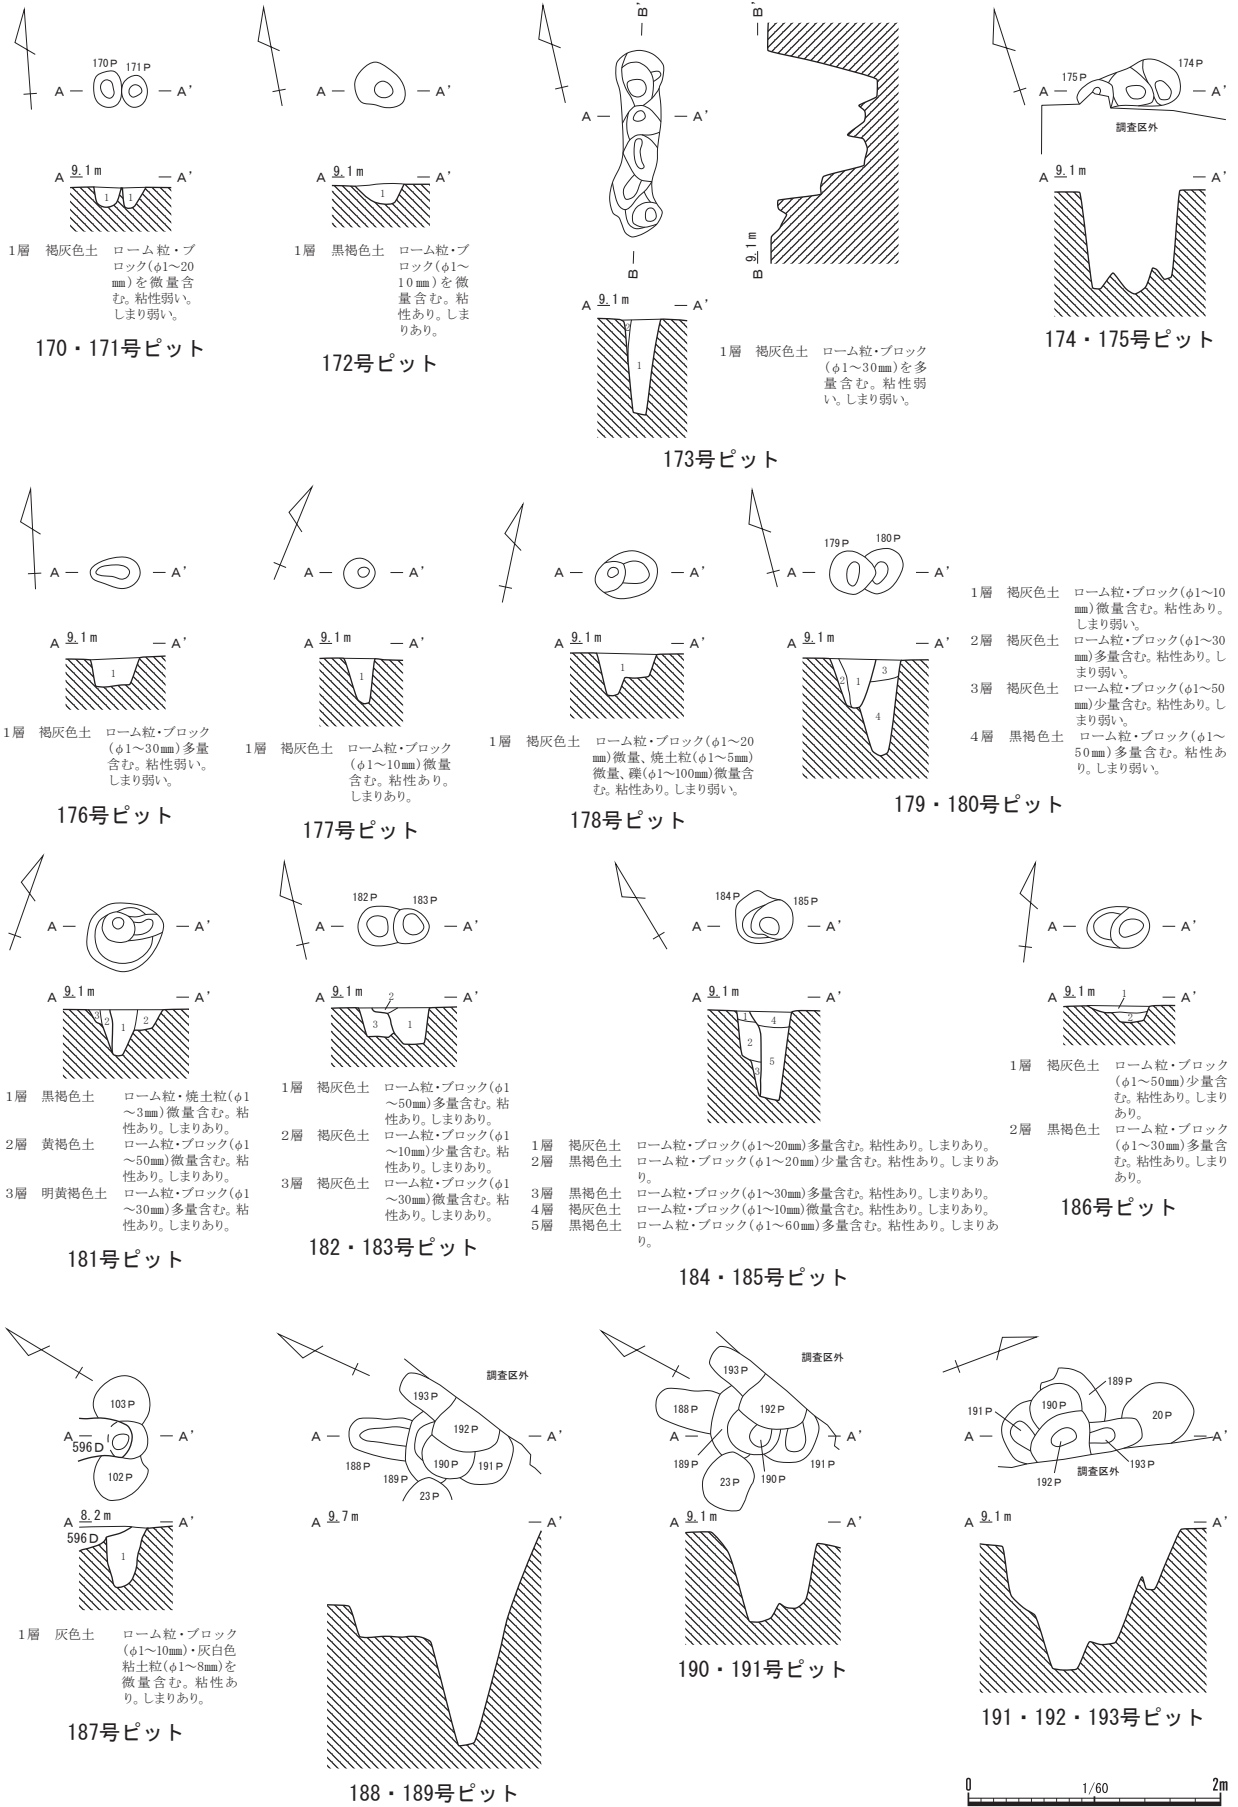 170P 171P
A A'
A 9.1m A'
1 1
1層 褐灰色土 ローム粒・ブ
ロック(φ1～20
㎜)を微量含
む。粘性弱い。
しまり弱い。
170・171号ピット
A A'
A 9.1m A'
1
1層 黒褐色土 ローム粒・ブ
ロック(φ1～
10㎜)を微
量含む。粘
性あり。しま
りあり。
172号ピット
B'
A A'
B
B'
9.1m
B
A 9.1m A'
2
1
1層 褐灰色土 ローム粒・ブロック
(φ1～30㎜)を多
量含む。粘性弱
い。しまり弱い。
173号ピット
175P 174P
A A'
調査区外
A 9.1m A'
174・175号ピット
A A'
A 9.1m A'
1
1層 褐灰色土 ローム粒・ブロック
(φ1～30㎜)多量
含む。粘性弱い。
しまり弱い。
176号ピット
A A'
A 9.1m A'
1
1層 褐灰色土 ローム粒・ブロック
(φ1～10㎜)微量
含む。粘性あり。
しまりあり。
177号ピット
A A'
A 9.1m A'
1
1層 褐灰色土 ローム粒・ブロック(φ1～20
㎜)微量、焼土粒(φ1～5㎜)
微量、礫(φ1～100㎜)微量含
む。粘性あり。しまり弱い。
178号ピット
179P 180P
A A'
A 9.1m A'
2 1 3
4
1層 褐灰色土 ローム粒・ブロック(φ1～10
㎜)微量含む。粘性あり。
しまり弱い。
2層 褐灰色土 ローム粒・ブロック(φ1～30
㎜)多量含む。粘性あり。し
まり弱い。
3層 褐灰色土 ローム粒・ブロック(φ1～50
㎜)少量含む。粘性あり。し
まり弱い。
4層 黒褐色土 ローム粒・ブロック(φ1～
50㎜)多量含む。粘性あ
り。しまり弱い。
179・180号ピット
A A'
A 9.1m A'
3 2 1 2
1層 黒褐色土 ローム粒・焼土粒(φ1
～3㎜)微量含む。粘
性あり。しまりあり。
2層 黄褐色土 ローム粒・ブロック(φ1
～50㎜)微量含む。粘
性あり。しまりあり。
3層 明黄褐色土 ローム粒・ブロック(φ1
～30㎜)多量含む。粘
性あり。しまりあり。
181号ピット
182P 183P
A A'
A 9.1m A'
2
3 1
1層 褐灰色土 ローム粒・ブロック(φ1
～50㎜)多量含む。粘
性あり。しまりあり。
2層 褐灰色土 ローム粒・ブロック(φ1
～10㎜)少量含む。粘
性あり。しまりあり。
3層 褐灰色土 ローム粒・ブロック(φ1
～30㎜)微量含む。粘
性あり。しまりあり。
182・183号ピット
184P 185P
A A'
A 9.1m A'
1 4
2
5
3
1層 褐灰色土 ローム粒・ブロック(φ1～20㎜)多量含む。粘性あり。しまりあり。
2層 黒褐色土 ローム粒・ブロック(φ1～20㎜)少量含む。粘性あり。しまりあ
り。
3層 黒褐色土 ローム粒・ブロック(φ1～30㎜)多量含む。粘性あり。しまりあり。
4層 褐灰色土 ローム粒・ブロック(φ1～10㎜)微量含む。粘性あり。しまりあり。
5層 黒褐色土 ローム粒・ブロック(φ1～60㎜)多量含む。粘性あり。しまりあ
り。
184・185号ピット
A A'
A 9.1m A'
1
2
1層 褐灰色土 ローム粒・ブロック
(φ1～50㎜)少量含
む。粘性あり。しまり
あり。
2層 黒褐色土 ローム粒・ブロック
(φ1～30㎜)多量含
む。粘性あり。しまり
あり。
186号ピット
103P
A A'
596D
102P
A 8.2m A'
596D
1
1層 灰色土 ローム粒・ブロック
(φ1～10㎜)・灰白色
粘土粒(φ1～8㎜)を
微量含む。粘性あ
り。しまりあり。
187号ピット
調査区外
193P
192P
A A'
188P 189P 190P 191P
23P
A 9.7m A'
188・189号ピット
調査区外
193P
188P 192P
A A'
189P 190P 191P
23P
A 9.1m A'
190・191号ピット
189P
191P 190P 20P
A A'
193P
192P 調査区外
A 9.1m A'
191・192・193号ピット
0 1/60 2m